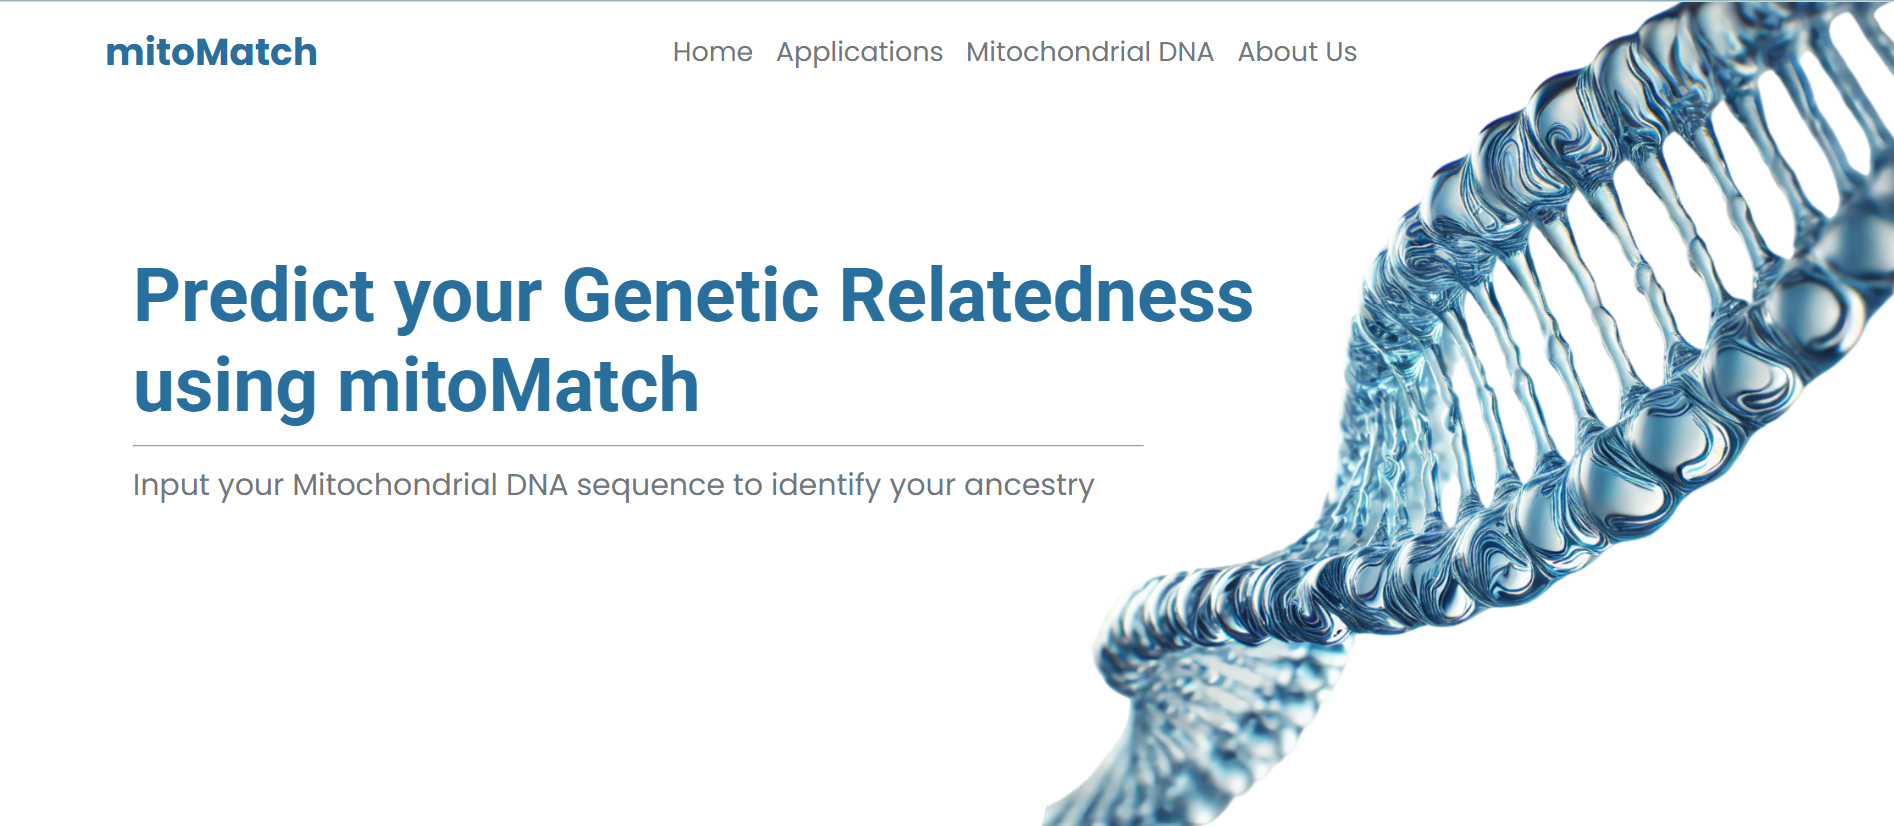 mitoMatch
Home Applications Mitochondrial DNA About Us
Predict your Genetic Relatedness
using mitoMatch
Input your Mitochondrial DNA sequence to identify your ancestry